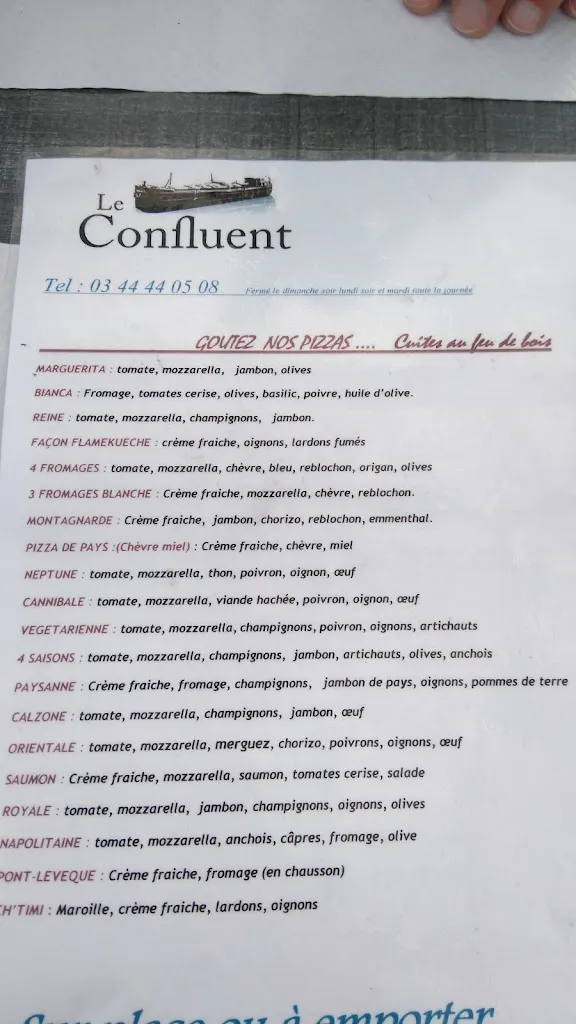 Le
Confluent
Tel : 03 44 44 05 08 Fermé le dimanche soir lundi soir et mardi toute la journée
GOUTEZ NOS PIZZAS .... Cuites au feu de bois
MARGUERITA : tomate, mozzarella, jambon, olives
BIANCA : Fromage, tomates cerise, olives, basilic, poivre, huile d'olive.
REINE : tomate, mozzarella, champignons, jambon.
FAÇON FLAMEKUECHE : crème fraiche, oignons, lardons fumés
4 FROMAGES : tomate, mozzarella, chèvre, bleu, reblochon, origan, olives
3 FROMAGES BLANCHE : Crème fraiche, mozzarella, chèvre, reblochon.
MONTAGNARDE : Crème fraiche, jambon, chorizo, reblochon, emmenthal.
PIZZA DE PAYS :(Chèvre miel) : Crème fraiche, chèvre, miel
NEPTUNE : tomate, mozzarella, thon, poivron, oignon, œuf
CANNIBALE : tomate, mozzarella, viande hachée, poivron, oignon, œuf
VEGETARIENNE : tomate, mozzarella, champignons, poivron, oignons, artichauts
4 SAISONS : tomate, mozzarella, champignons, jambon, artichauts, olives, anchois
PAYSANNE : Crème fraiche, fromage, champignons, jambon de pays, oignons, pommes de terre
CALZONE : tomate, mozzarella, champignons, jambon, œuf
ORIENTALE : tomate, mozzarella, merguez, chorizo, poivrons, oignons, œuf
SAUMON : Crème fraiche, mozzarella, saumon, tomates cerise, salade
ROYALE : tomate, mozzarella, jambon, champignons, oignons, olives
NAPOLITAINE : tomate, mozzarella, anchois, câpres, fromage, olive
PONT-LEVEQUE : Crème fraiche, fromage (en chausson)
CH'TIMI : Maroille, crème fraiche, lardons, oignons
Sur place ou à emporter